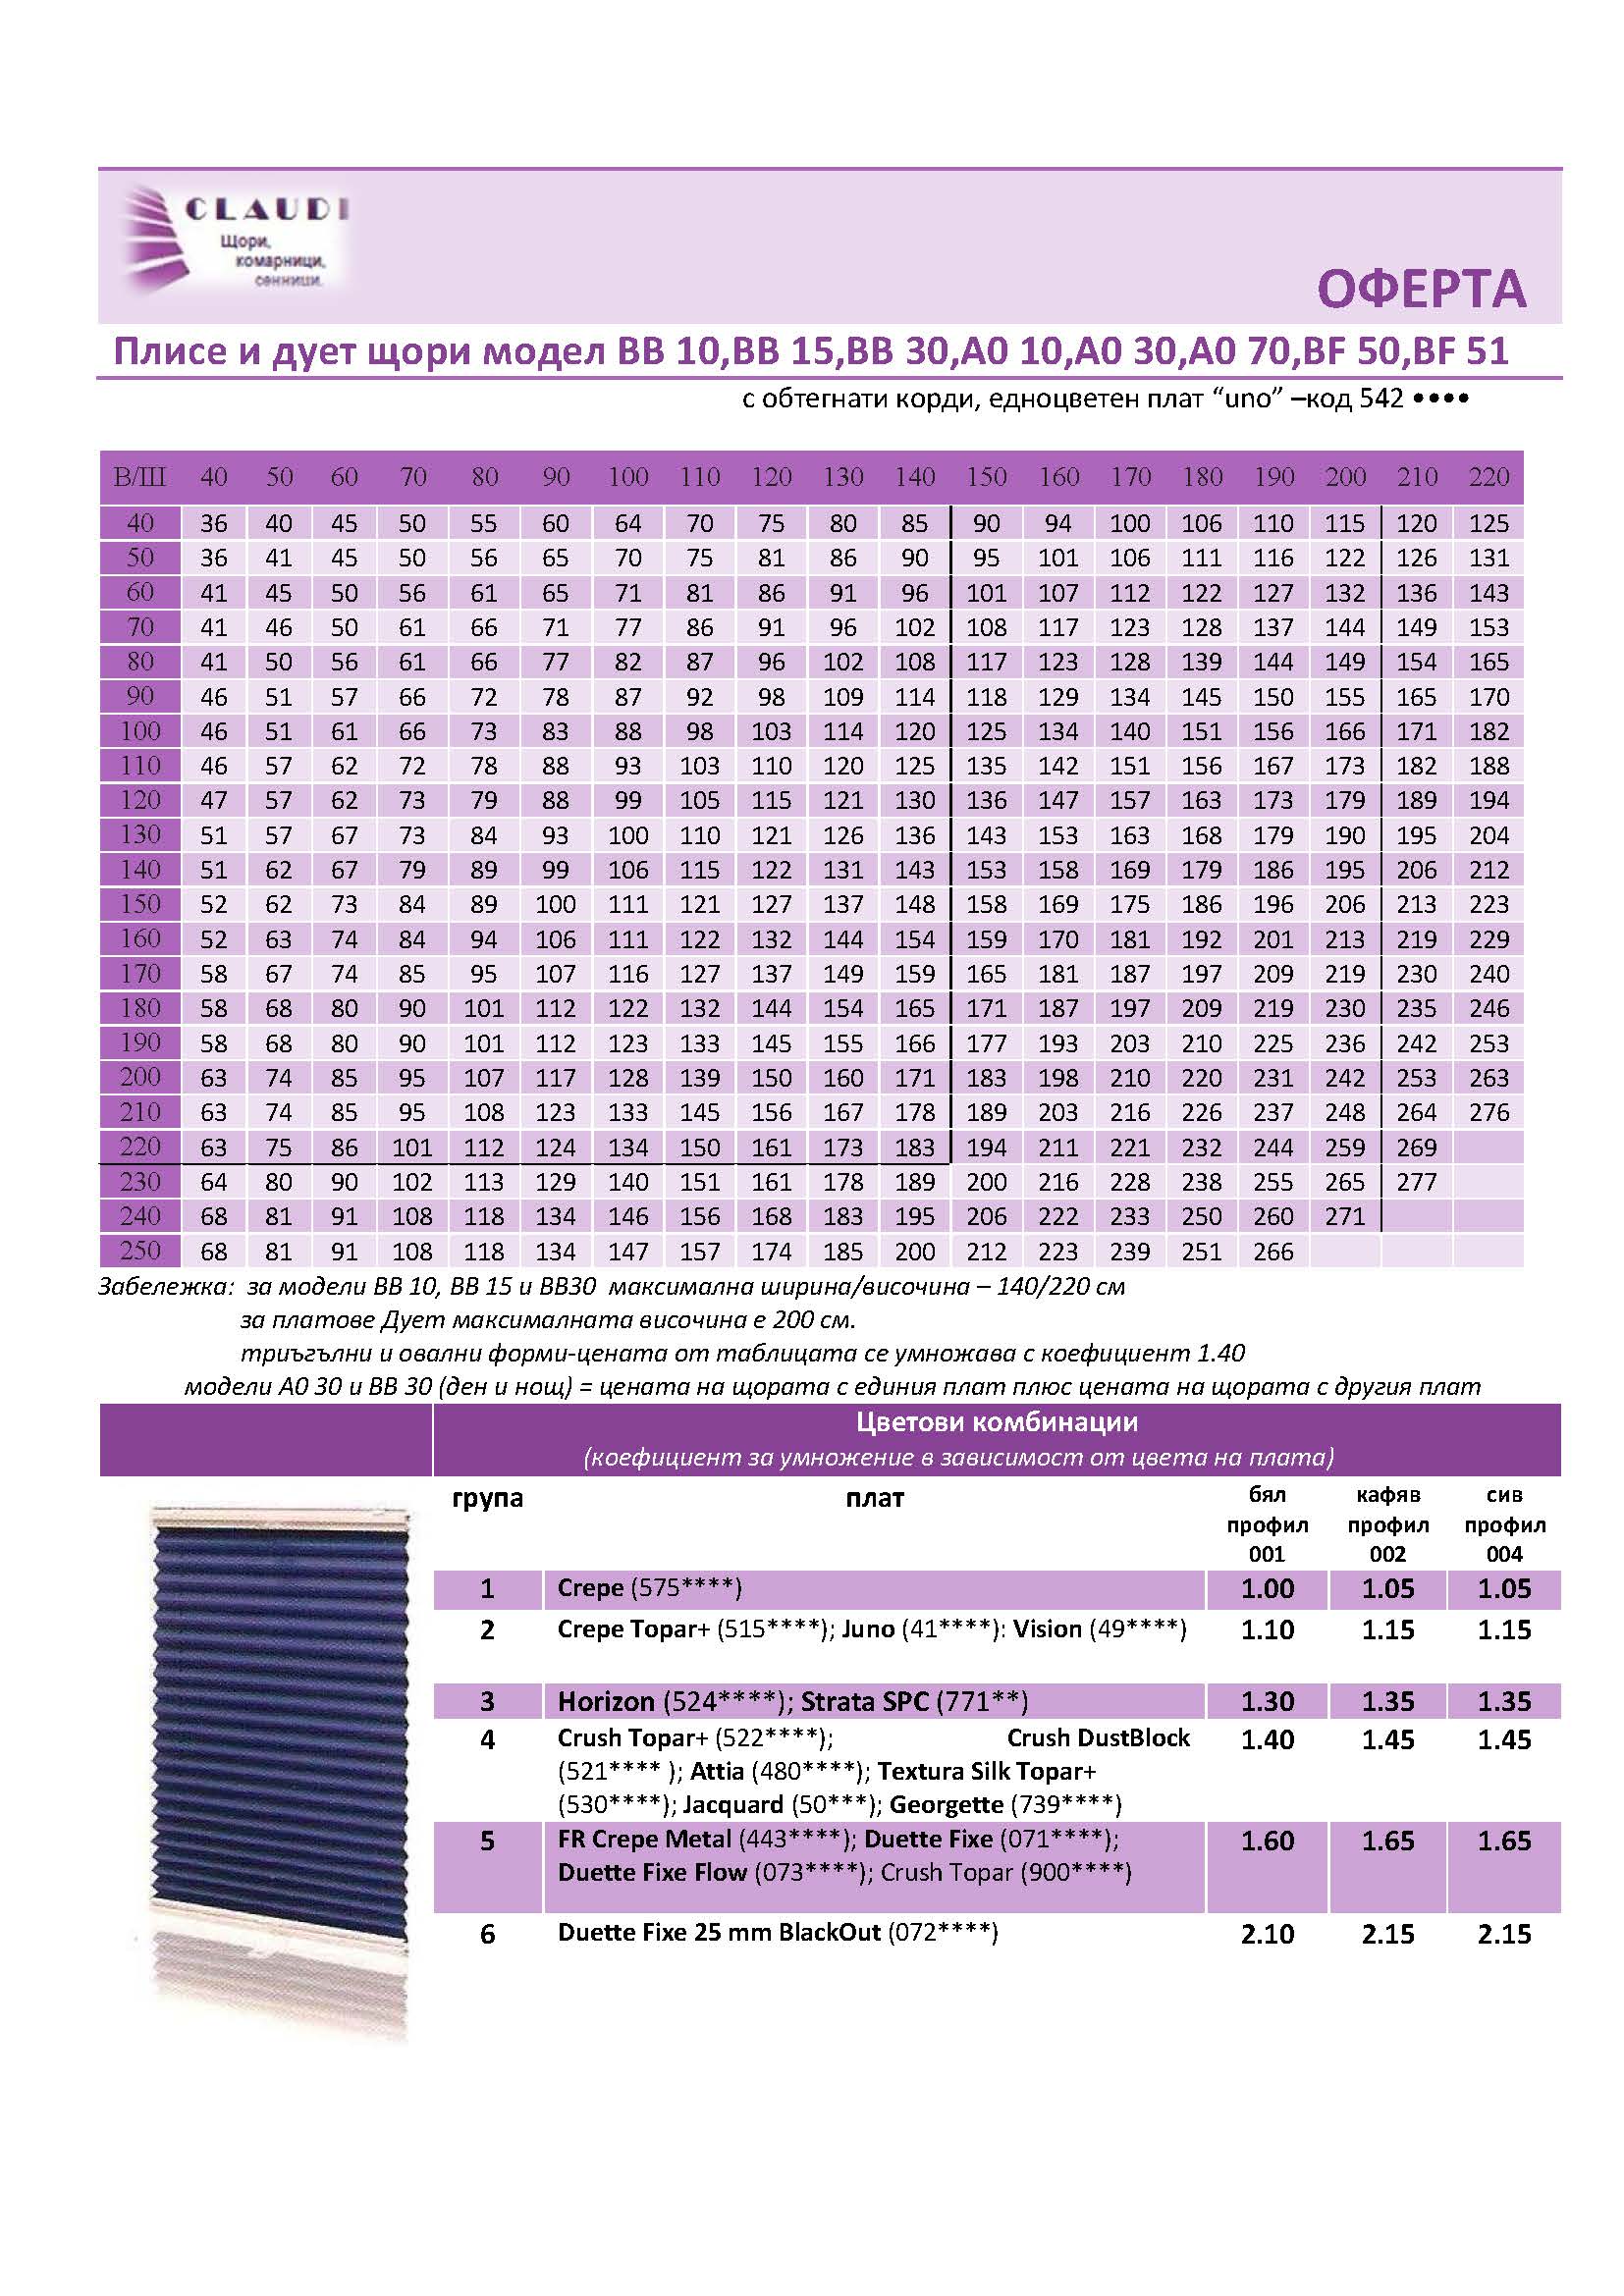 CLAUDI
Щори,
комарници,
сенници.
ОФЕРТА
Плисе и дует щори модел BB 10,BB 15,BB 30,A0 10,A0 30,A0 70,BF 50,BF 51
с обтегнати корди, едноцветен плат “uno” –код 542 ••••
В/Ш 40 50 60 70 80 90 100 110 120 130 140 150 160 170 180 190 200 210 220
40 36 40 45 50 55 60 64 70 75 80 85 90 94 100 106 110 115 120 125
50 36 41 45 50 56 65 70 75 81 86 90 95 101 106 111 116 122 126 131
60 41 45 50 56 61 65 71 81 86 91 96 101 107 112 122 127 132 136 143
70 41 46 50 61 66 71 77 86 91 96 102 108 117 123 128 137 144 149 153
80 41 50 56 61 66 77 82 87 96 102 108 117 123 128 139 144 149 154 165
90 46 51 57 66 72 78 87 92 98 109 114 118 129 134 145 150 155 165 170
100 46 51 61 66 73 83 88 98 103 114 120 125 134 140 151 156 166 171 182
110 46 57 62 72 78 88 93 103 110 120 125 135 142 151 156 167 173 182 188
120 47 57 62 73 79 88 99 105 115 121 130 136 147 157 163 173 179 189 194
130 51 57 67 73 84 93 100 110 121 126 136 143 153 163 168 179 190 195 204
140 51 62 67 79 89 99 106 115 122 131 143 153 158 169 179 186 195 206 212
150 52 62 73 84 89 100 111 121 127 137 148 158 169 175 186 196 206 213 223
160 52 63 74 84 94 106 111 122 132 144 154 159 170 181 192 201 213 219 229
170 58 67 74 85 95 107 116 127 137 149 159 165 181 187 197 209 219 230 240
180 58 68 80 90 101 112 122 132 144 154 165 171 187 197 209 219 230 235 246
190 58 68 80 90 101 112 123 133 145 155 166 177 193 203 210 225 236 242 253
200 63 74 85 95 107 117 128 139 150 160 171 183 198 210 220 231 242 253 263
210 63 74 85 95 108 123 133 145 156 167 178 189 203 216 226 237 248 264 276
220 63 75 86 101 112 124 134 150 161 173 183 194 211 221 232 244 259 269
230 64 80 90 102 113 129 140 151 161 178 189 200 216 228 238 255 265 277
240 68 81 91 108 118 134 146 156 168 183 195 206 222 233 250 260 271
250 68 81 91 108 118 134 147 157 174 185 200 212 223 239 251 266
Забележка: за модели BB 10, BB 15 и BB30 максимална ширина/височина – 140/220 см
за платове Дует максималната височина е 200 см.
триъгълни и овални форми-цената от таблицата се умножава с коефициент 1.40
модели A0 30 и BB 30 (ден и нощ) = цената на щората с единия плат плюс цената на щората с другия плат
Цветови комбинации
(коефициент за умножение в зависимост от цвета на плата)
група плат бял кафяв сив
профил профил профил
001 002 004
1 Crepe (575****) 1.00 1.05 1.05
2 Crepe Topar+ (515****); Juno (41****): Vision (49****) 1.10 1.15 1.15
3 Horizon (524****); Strata SPC (771**) 1.30 1.35 1.35
4 Crush Topar+ (522****); Crush DustBlock 1.40 1.45 1.45
(521**** ); Attia (480****); Textura Silk Topar+
(530****); Jacquard (50***); Georgette (739****)
5 FR Crepe Metal (443****); Duette Fixe (071****); 1.60 1.65 1.65
Duette Fixe Flow (073****); Crush Topar (900****)
6 Duette Fixe 25 mm BlackOut (072****) 2.10 2.15 2.15